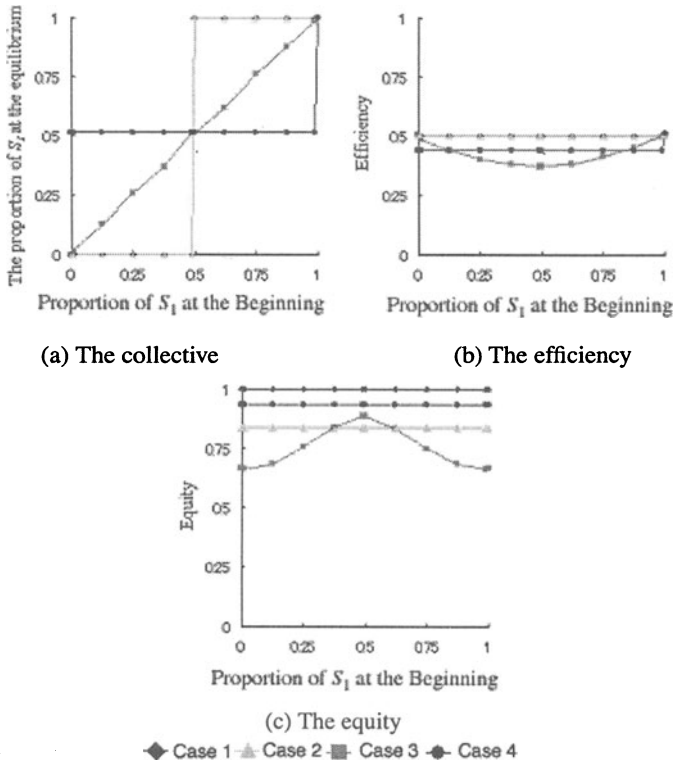 The proportion of S₁ at the equilibrium
1
0.75
05
0.25
0
0 0.25 0.5 0.75 1
Proportion of S₁ at the Beginning
(a) The collective
Efficiency
1
0.75
0.5
0.25
0
0 0.25 0.5 0.75 1
Proportion of S₁ at the Beginning
(b) The efficiency
Equity
1
0.75
05
0.25
0
0 0.25 05 0.75 1
Proportion of S₁ at the Beginning
(c) The equity
Case 1 Case 2 Case 3 Case 4